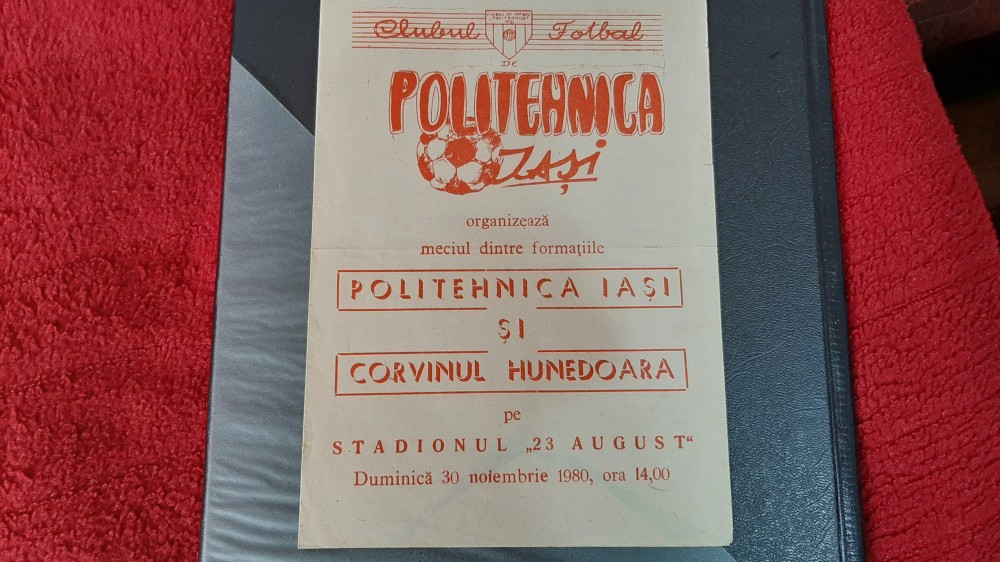 Clubul Fotbal
DE
POLITEHNICA
IAȘI
organizează
meciul dintre formațiile
POLITEHNICA IAȘI
ȘI
CORVINUL HUNEDOARA
pe
STADIONUL „23 AUGUST“
Duminică 30 noiembrie 1980, ora 14,00